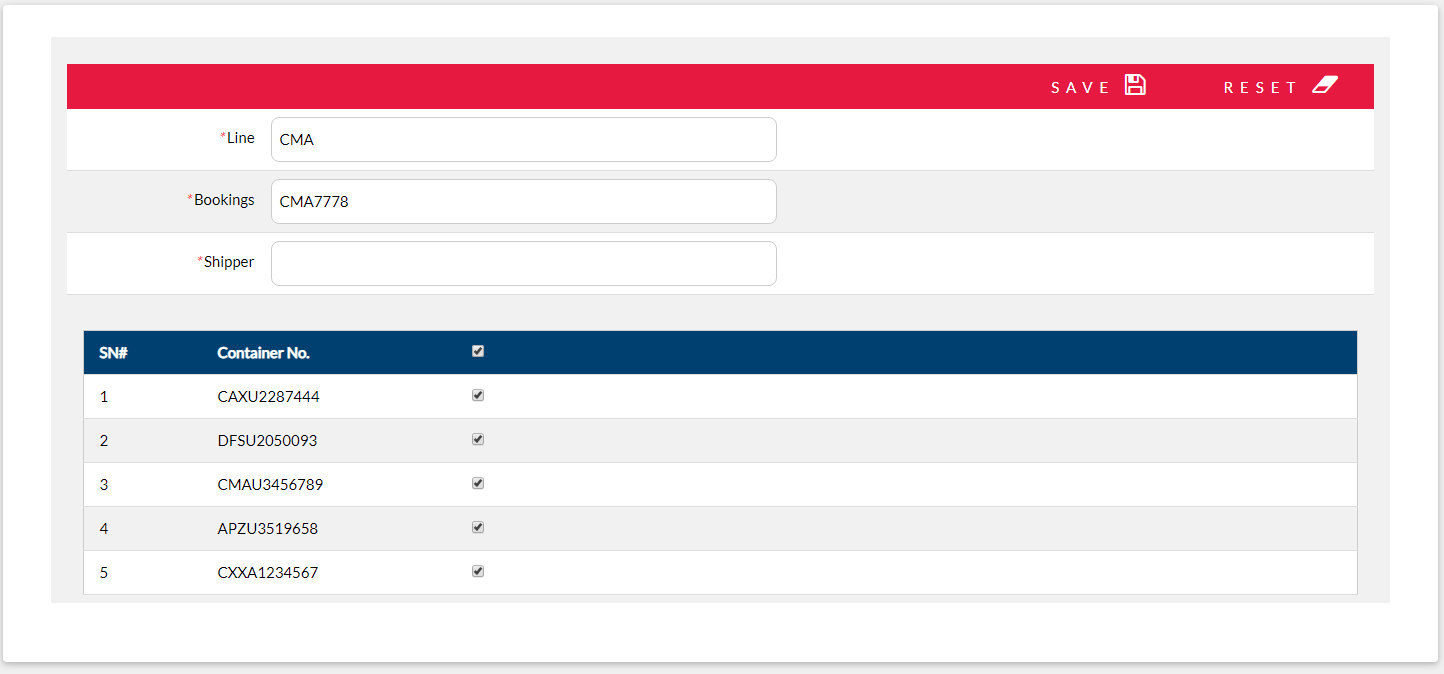 SAVE RESET
*Line CMA
*Bookings CMA7778
*Shipper
SN# Container No.
1 CAXU2287444
2 DFSU2050093
3 CMAU3456789
4 APZU3519658
5 CXXA1234567